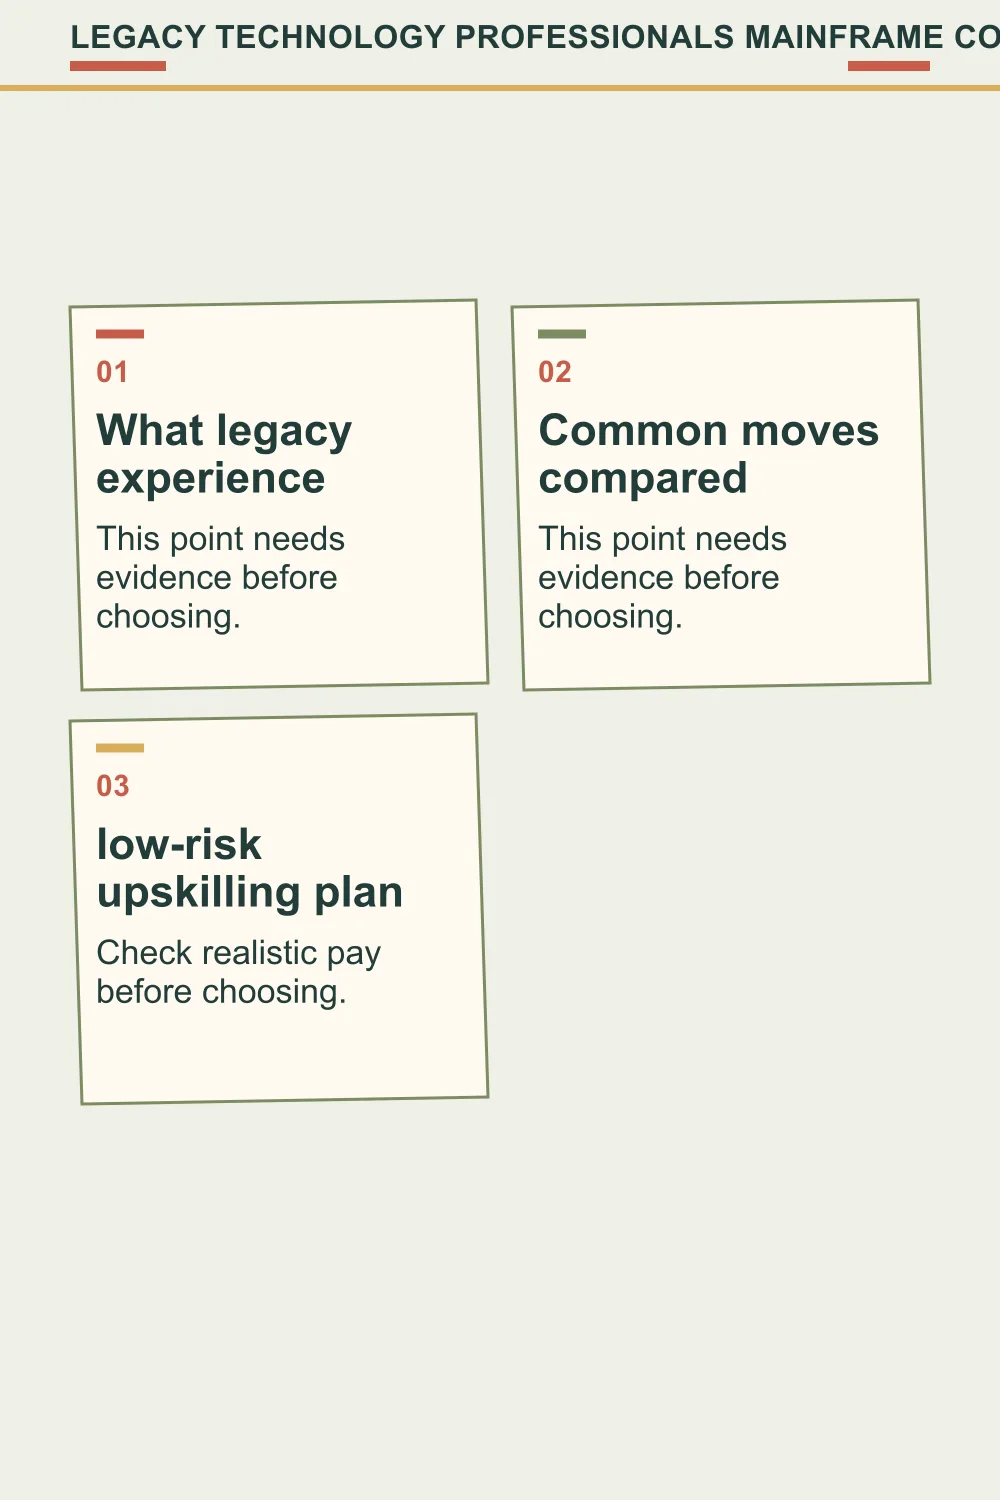 LEGACY TECHNOLOGY PROFESSIONALS MAINFRAME CO
01
What legacy
experience
This point needs
evidence before
choosing.
02
Common moves
compared
This point needs
evidence before
choosing.
03
low-risk
upskilling plan
Check realistic pay
before choosing.